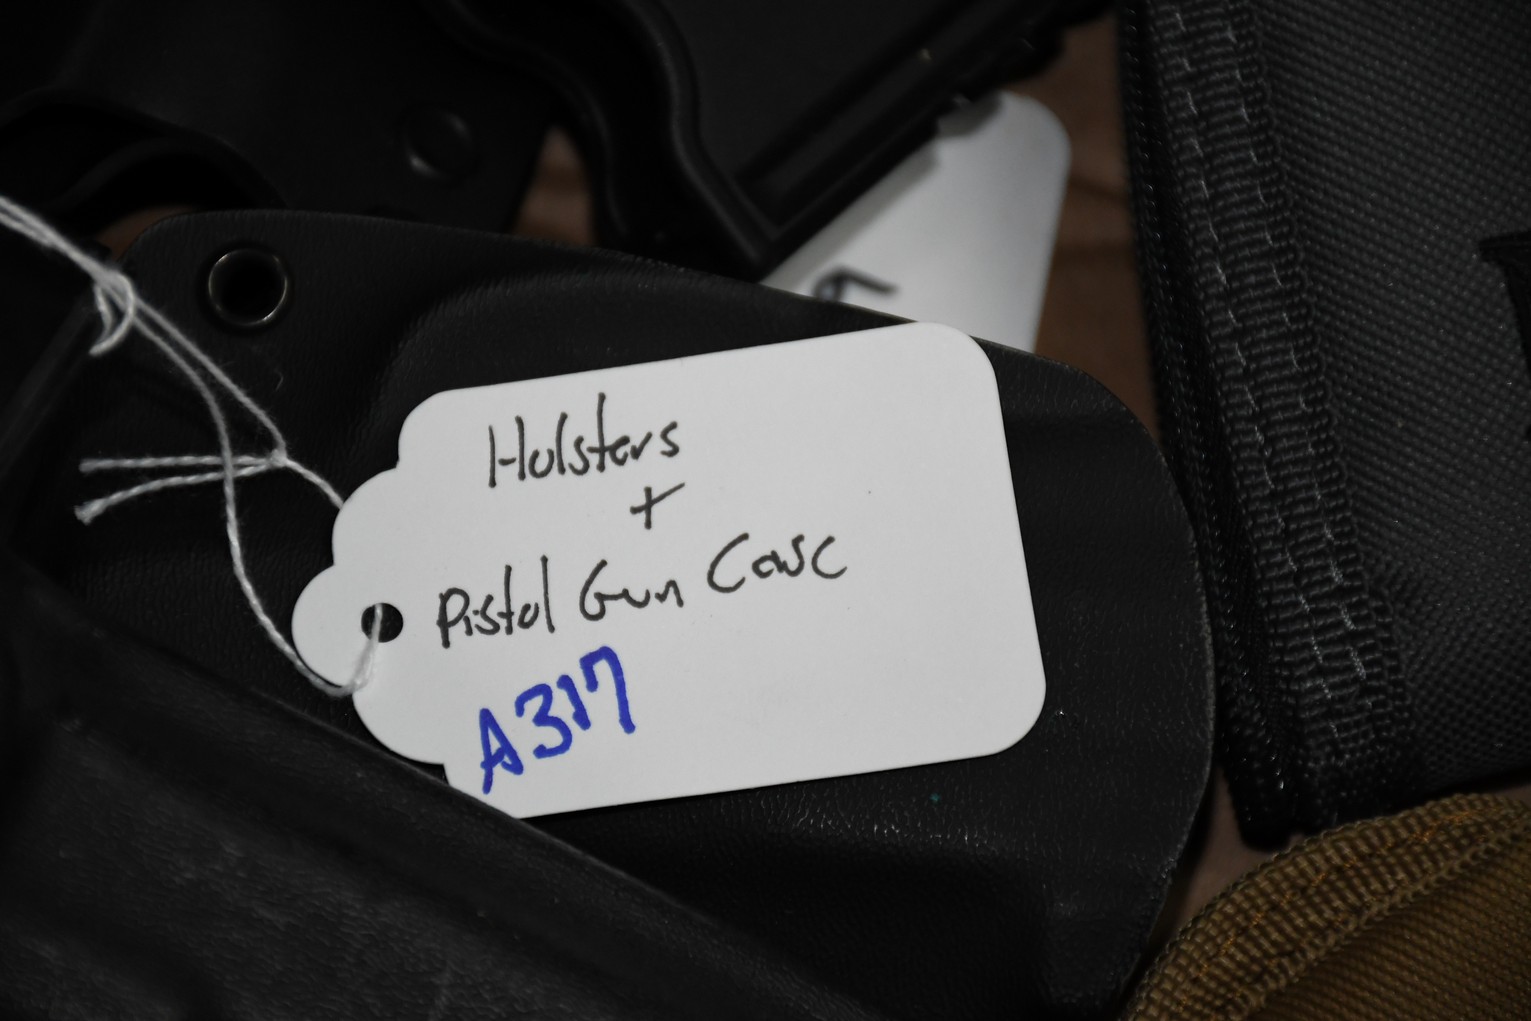 Holsters
+
Pistol Gun Case
A317